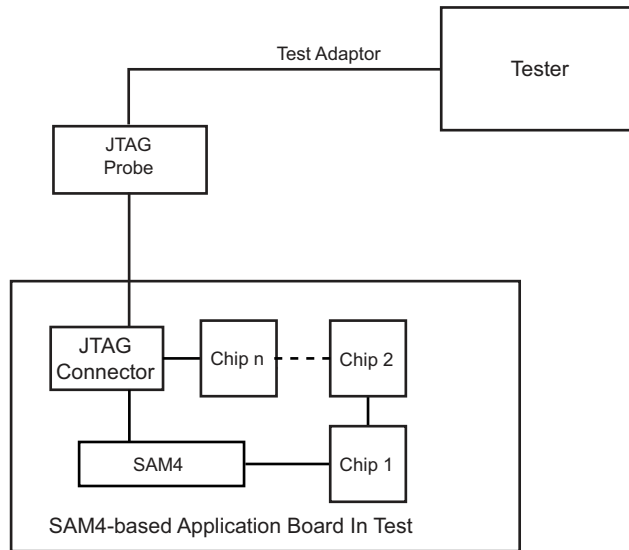 Test Adaptor
Tester
JTAG
Probe
JTAG
Connector
Chip n
Chip 2
SAM4
Chip 1
SAM4-based Application Board In Test